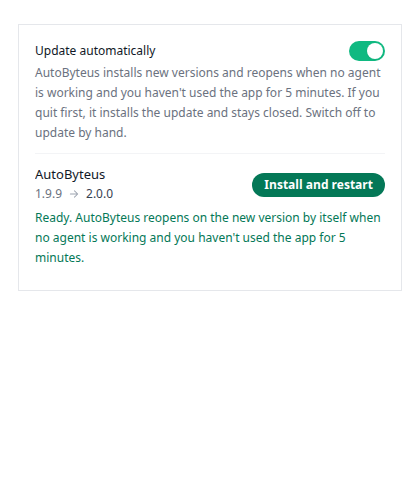 Update automatically
AutoByteus installs new versions and reopens when no agent
is working and you haven't used the app for 5 minutes. If you
quit first, it installs the update and stays closed. Switch off to
update by hand.
AutoByteus
1.9.9 → 2.0.0
Install and restart
Ready. AutoByteus reopens on the new version by itself when
no agent is working and you haven't used the app for 5
minutes.